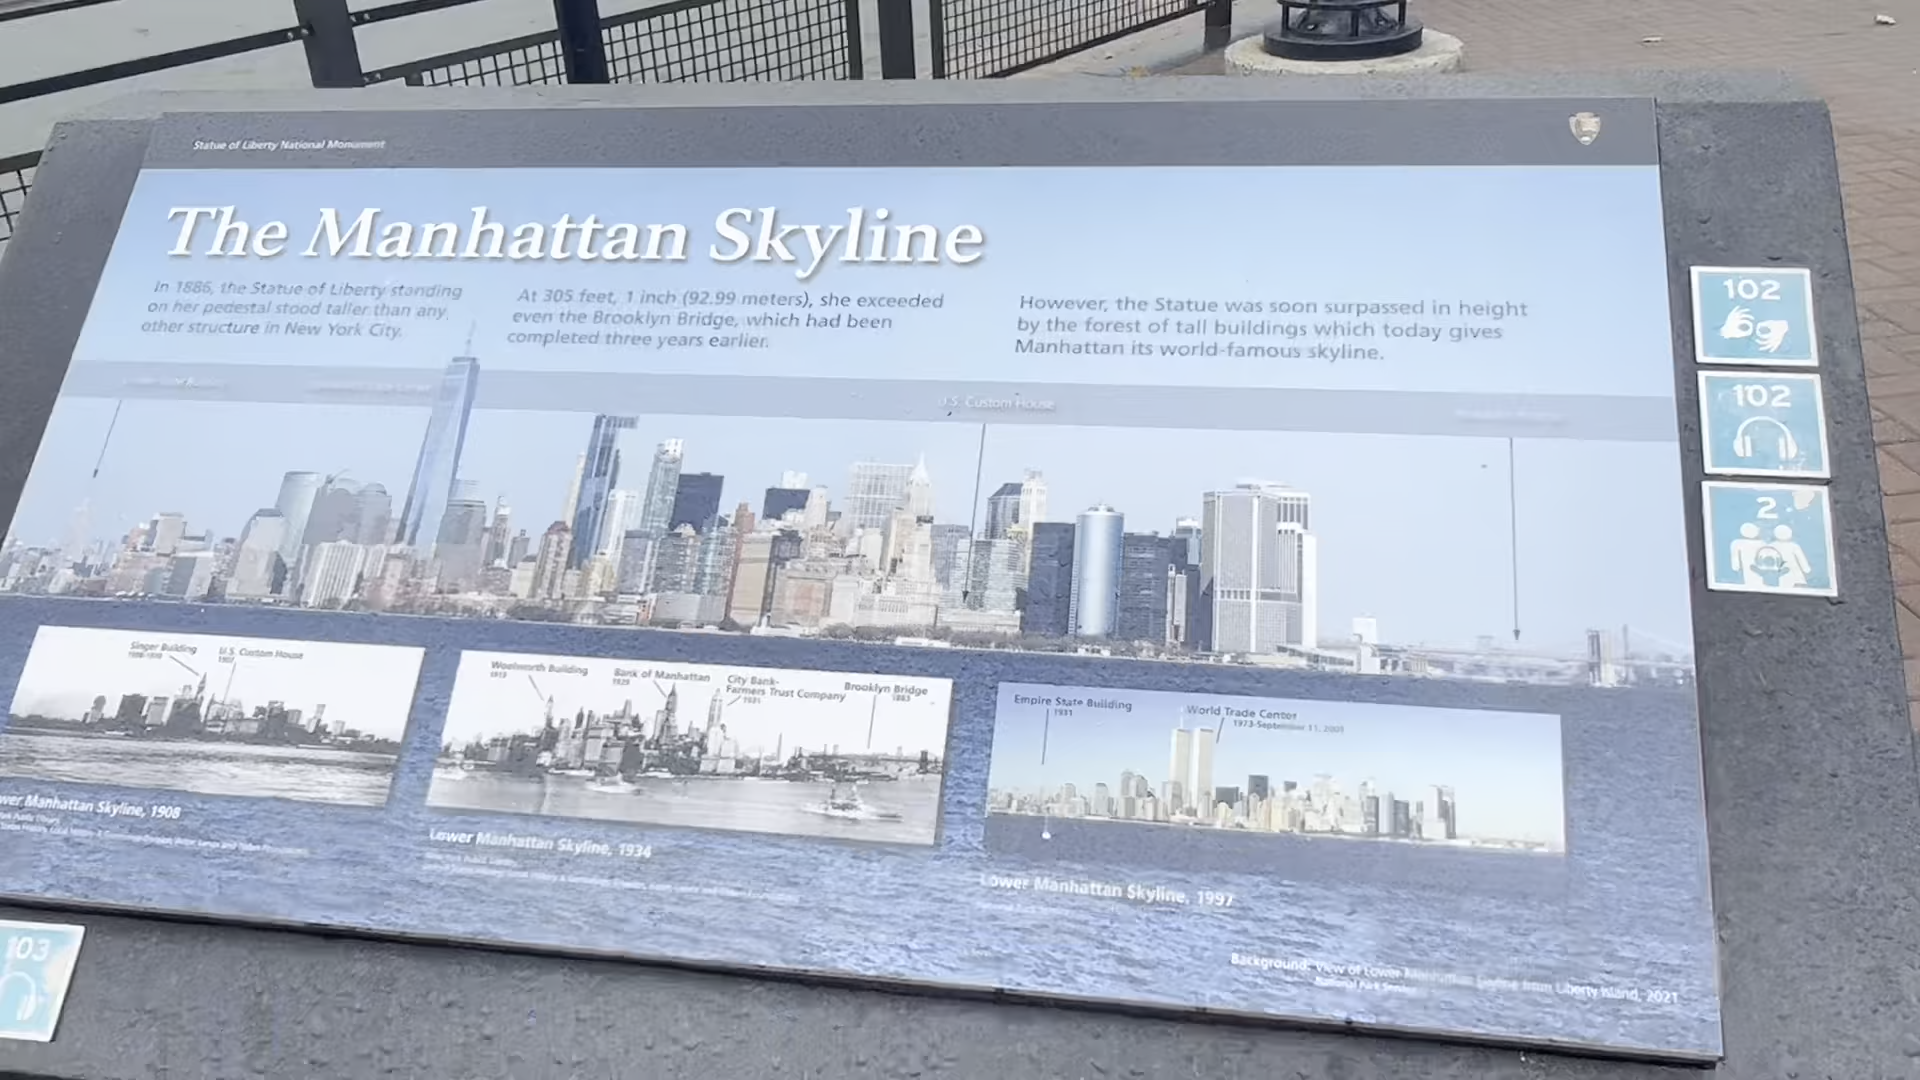 Statue of Liberty National Monument
The Manhattan Skyline
In 1886, the Statue of Liberty standing
on her pedestal stood taller than any
other structure in New York City.
At 305 feet, 1 inch (92.99 meters), she exceeded
even the Brooklyn Bridge, which had been
completed three years earlier.
However, the Statue was soon surpassed in height
by the forest of tall buildings which today gives
Manhattan its world-famous skyline.
U.S. Custom House
Singer Building
U.S. Custom House
1907
Woolworth Building
1913
Bank of Manhattan
1929
City Bank-
Farmers Trust Company
1931
Brooklyn Bridge
1883
Empire State Building
1931
World Trade Center
1973-September 11, 2001
wer Manhattan Skyline, 1908
Lower Manhattan Skyline, 1934
Lower Manhattan Skyline, 1997
Background: View of Lower Manhattan Skyline from Liberty Island, 2021
National Park Service
102
102
2
103